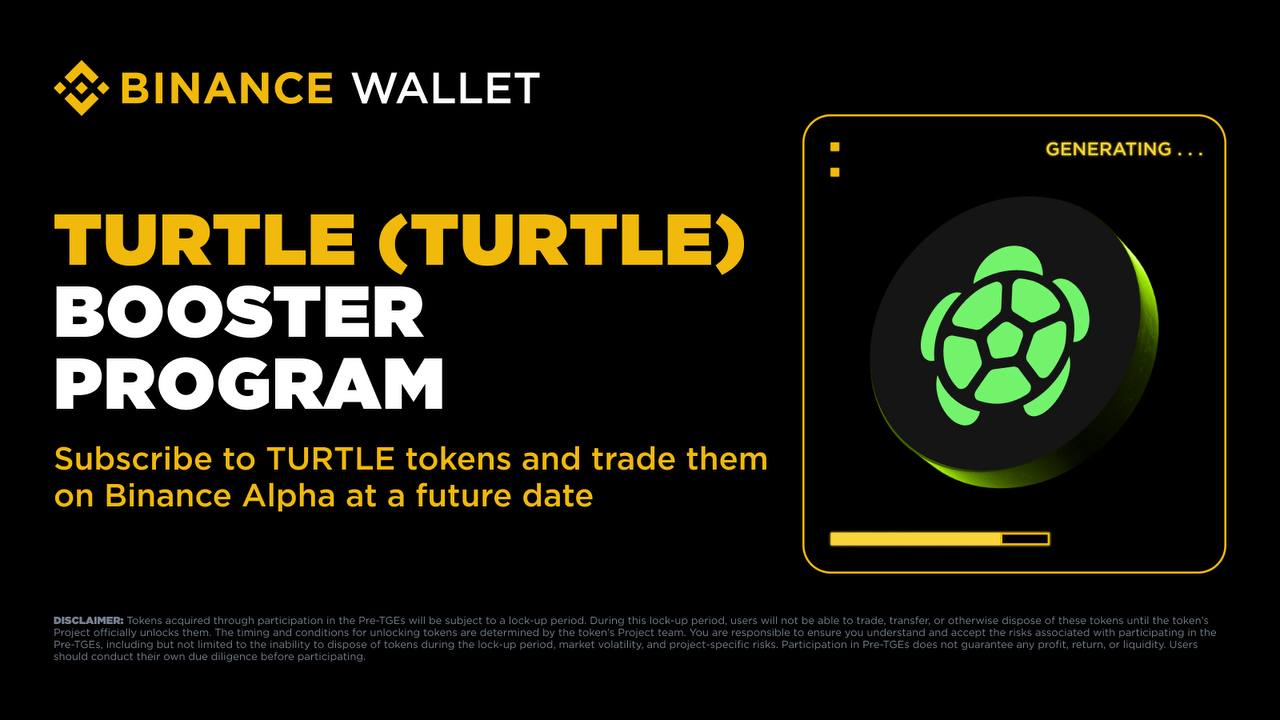 BINANCE WALLET
GENERATING . . .
TURTLE (TURTLE)
BOOSTER
PROGRAM
Subscribe to TURTLE tokens and trade them
on Binance Alpha at a future date
DISCLAIMER: Tokens acquired through participation in the Pre-TGEs will be subject to a lock-up period. During this lock-up period, users will not be able to trade, transfer, or otherwise dispose of these tokens until the token's
Project officially unlocks them. The timing and conditions for unlocking tokens are determined by the token's Project team. You are responsible to ensure you understand and accept the risks associated with participating in the
Pre-TGEs, including but not limited to the inability to dispose of tokens during the lock-up period, market volatility, and project-specific risks. Participation in Pre-TGEs does not guarantee any profit, return, or liquidity. Users
should conduct their own due diligence before participating.